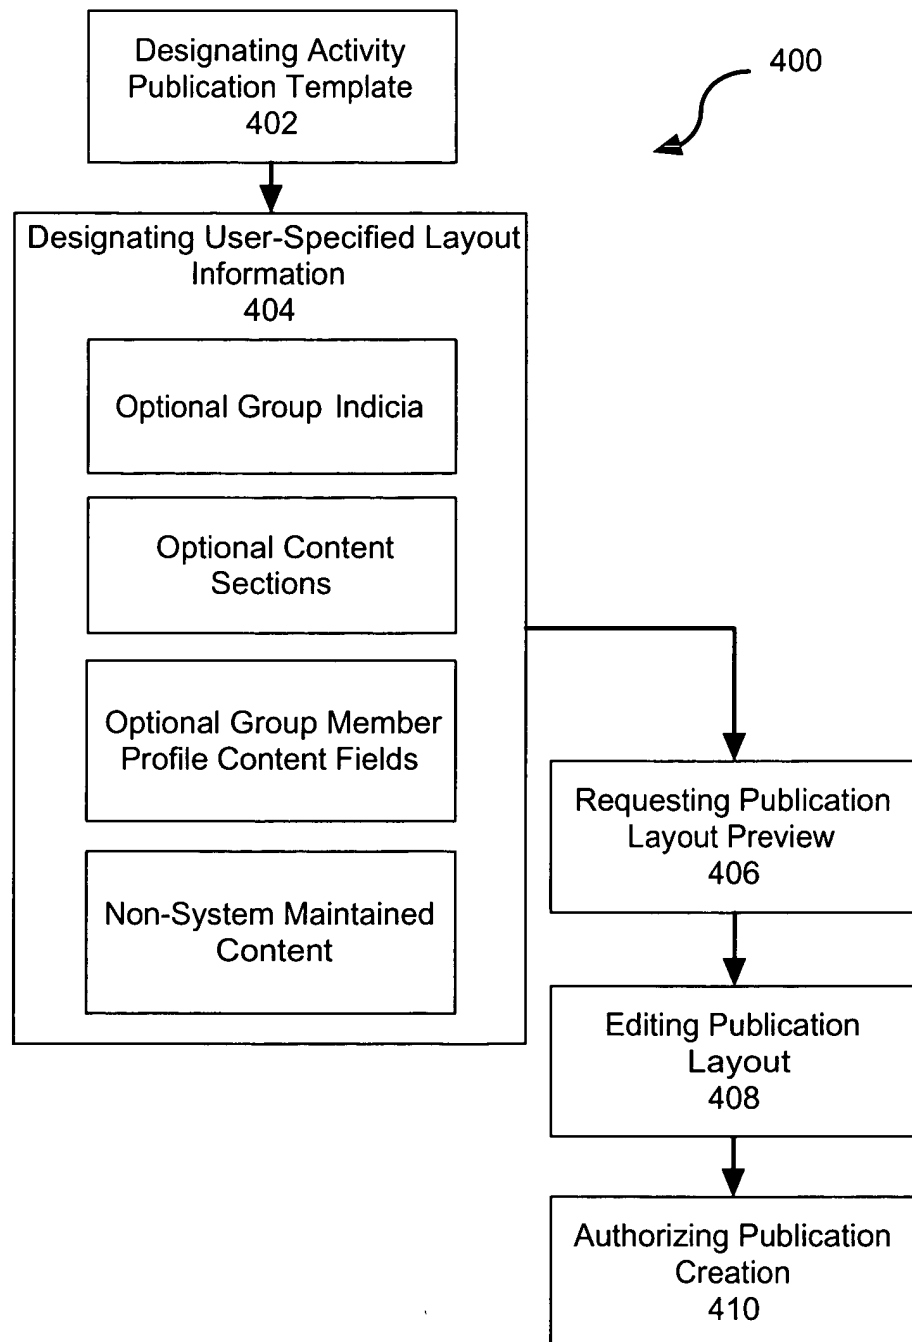 Designating Activity
Publication Template
402
400
Designating User-Specified Layout
Information
404
Optional Group Indicia
Optional Content
Sections
Optional Group Member
Profile Content Fields
Non-System Maintained
Content
Requesting Publication
Layout Preview
406
Editing Publication
Layout
408
Authorizing Publication
Creation
410